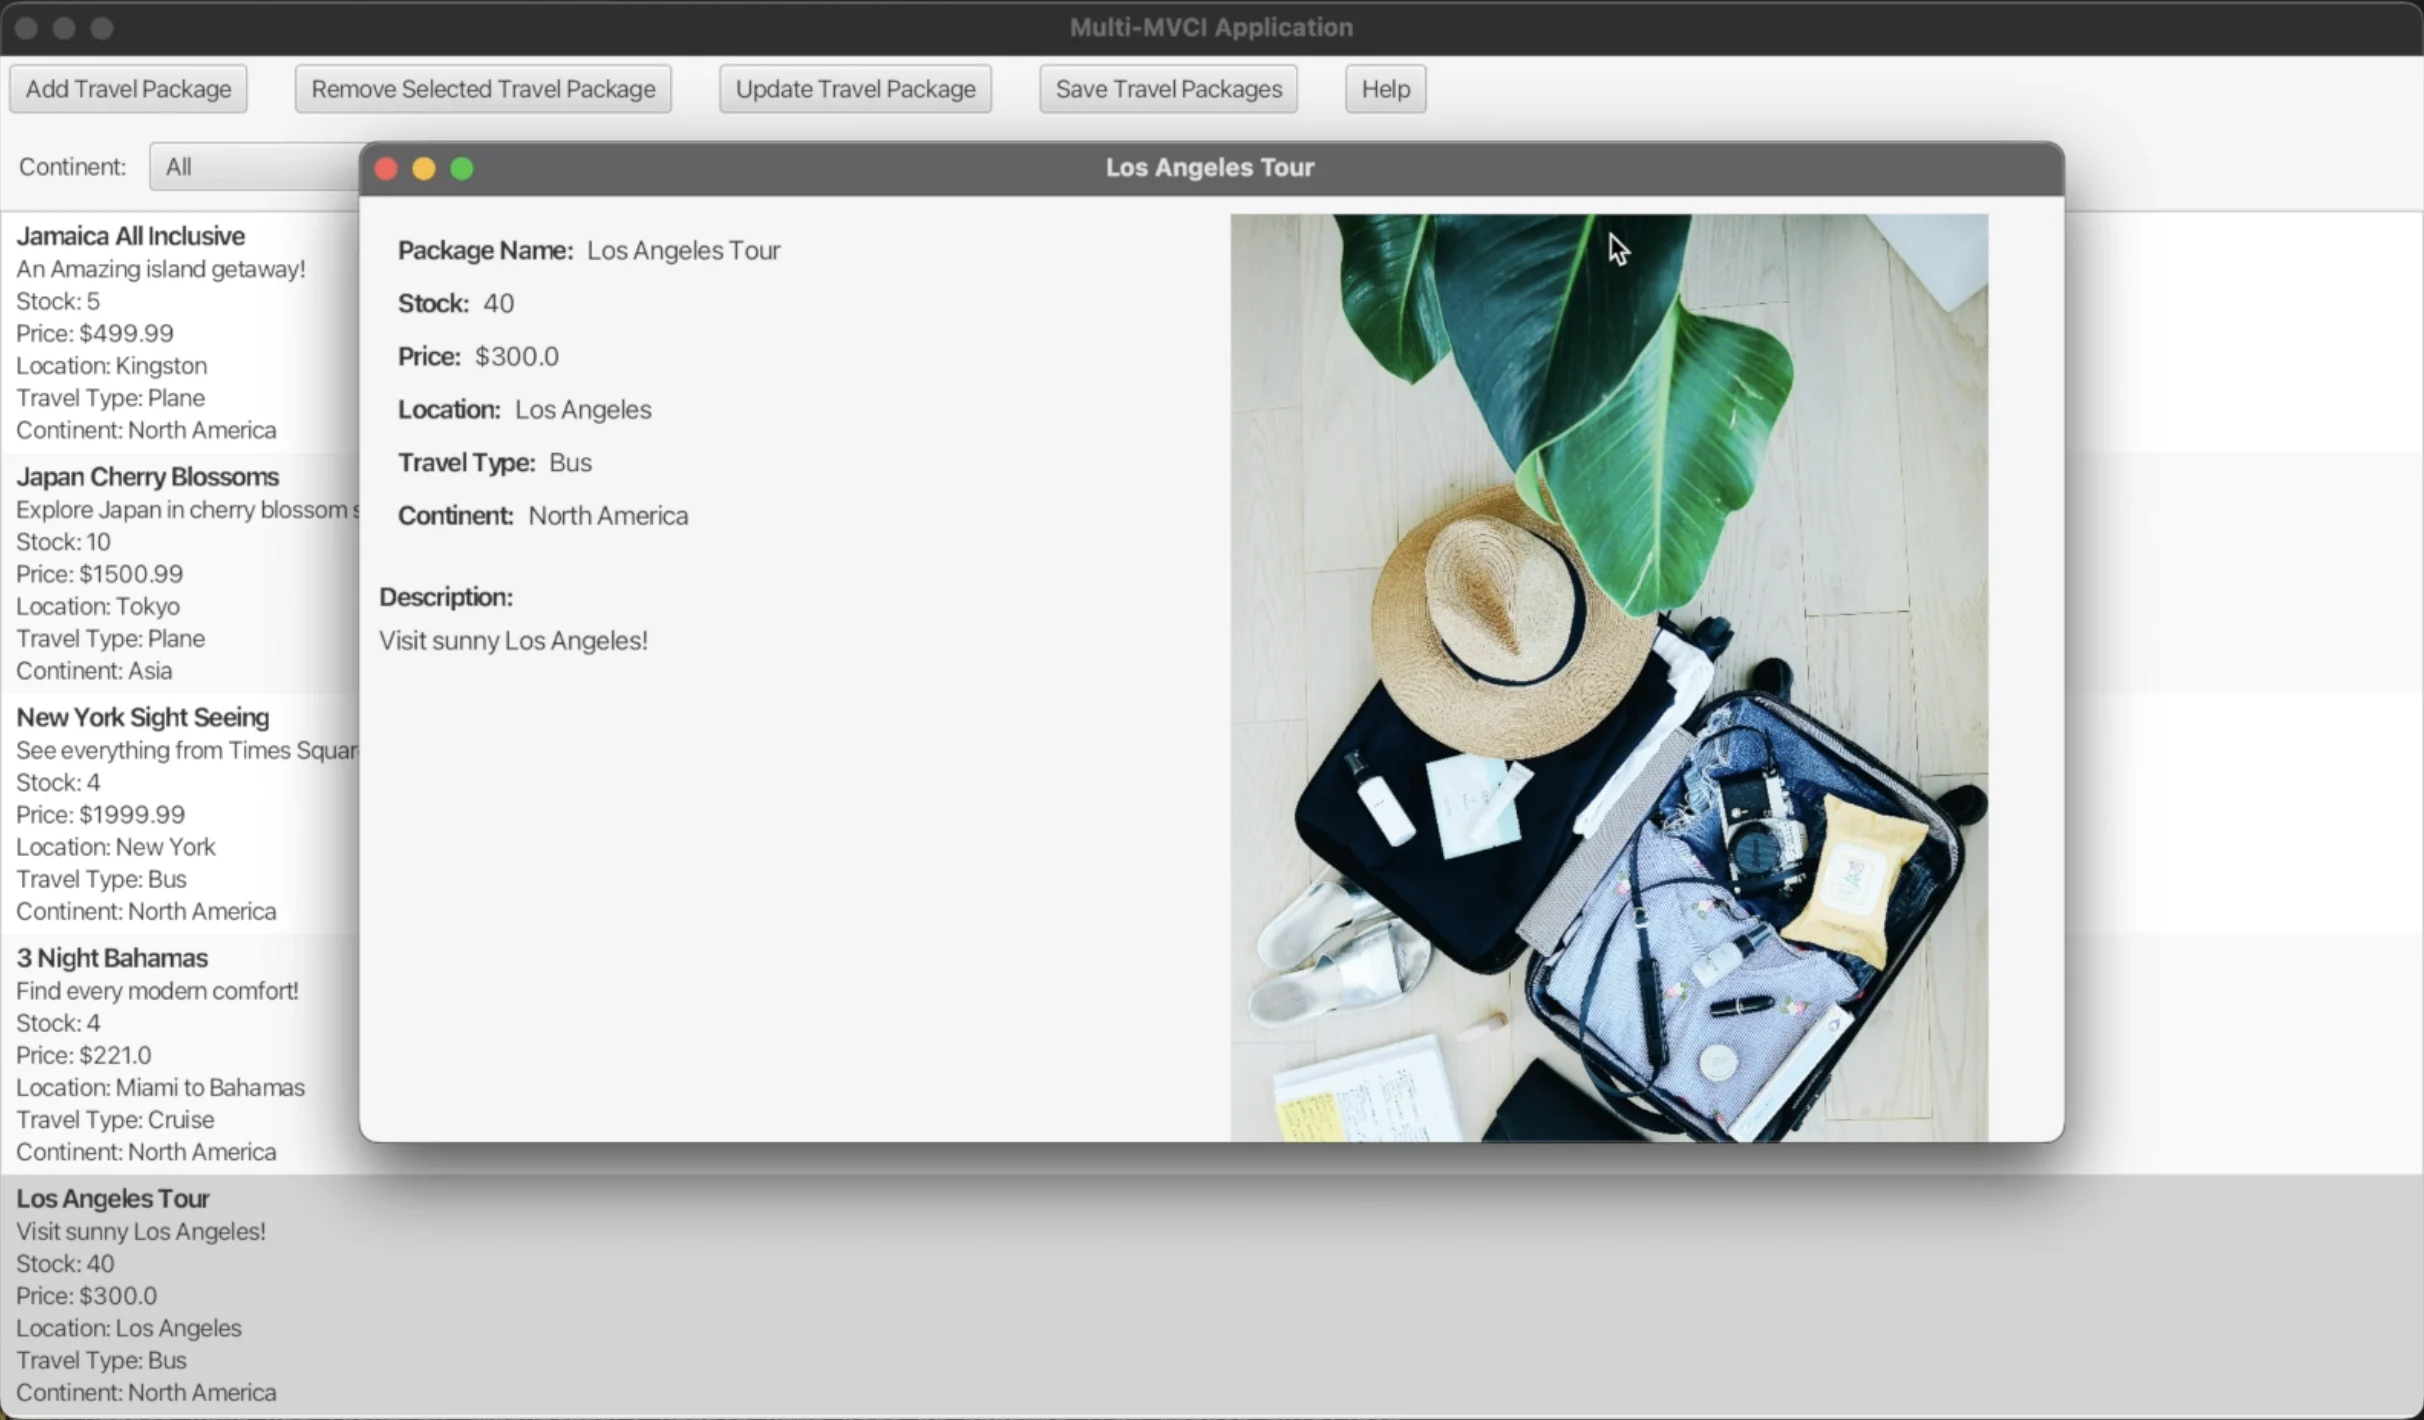 Multi-MVCI Application
Add Travel Package
Remove Selected Travel Package
Update Travel Package
Save Travel Packages
Help
Continent:
All
Jamaica All Inclusive
An Amazing island getaway!
Stock: 5
Price: $499.99
Location: Kingston
Travel Type: Plane
Continent: North America
Japan Cherry Blossoms
Explore Japan in cherry blossom
Stock: 10
Price: $1500.99
Location: Tokyo
Travel Type: Plane
Continent: Asia
New York Sight Seeing
See everything from Times
Stock: 4
Price: $1999.99
Location: New York
Travel Type: Bus
Continent: North America
3 Night Bahamas
Find every modern comfort!
Stock: 4
Price: $221.0
Location: Miami to Bahamas
Travel Type: Cruise
Continent: North America
Los Angeles Tour
Visit sunny Los Angeles!
Stock: 40
Price: $300.0
Location: Los Angeles
Travel Type: Bus
Continent: North America
Los Angeles Tour
Package Name: Los Angeles Tour
Stock: 40
Price: $300.0
Location: Los Angeles
Travel Type: Bus
Continent: North America
Description:
Visit sunny Los Angeles!